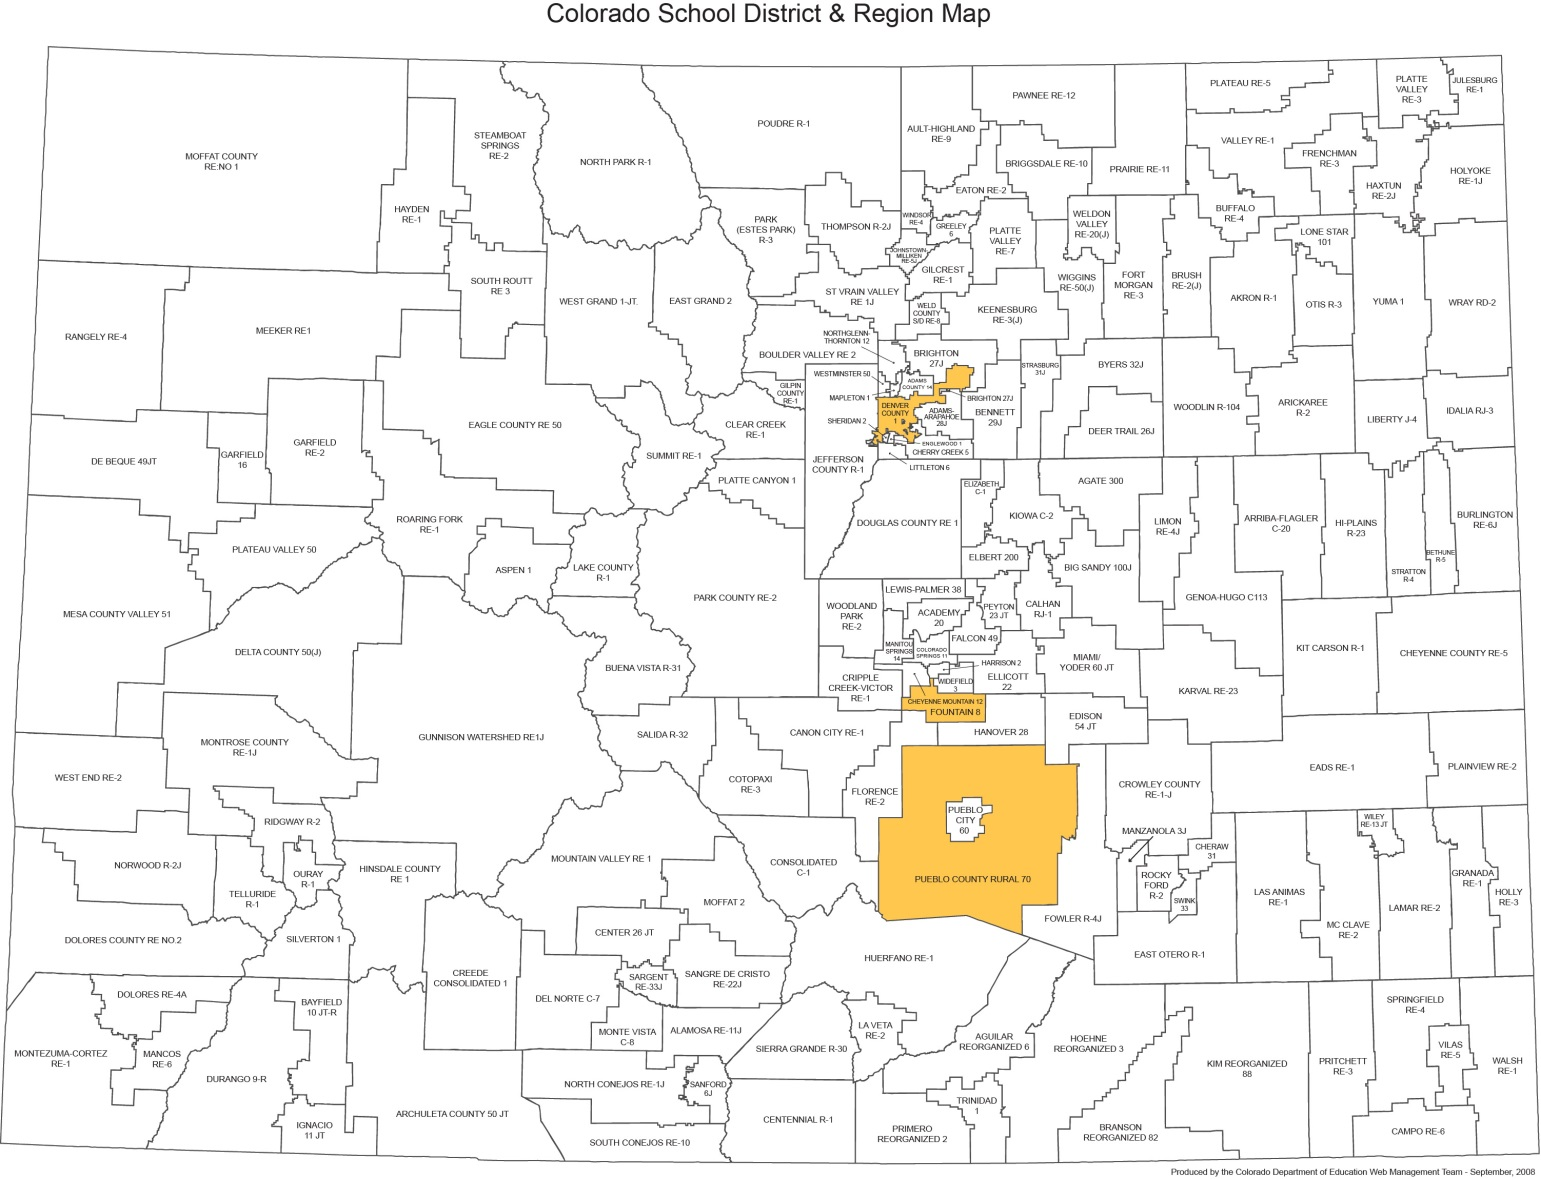 Colorado School District & Region Map
MOFFAT COUNTY
RE:NO 1
HAYDEN
RE-1
STEAMBOAT
SPRINGS
RE-2
NORTH PARK R-1
POUDRE R-1
AULT-HIGHLAND
RE-9
PAWNEE RE-12
BRIGGSDALE RE-10
PRAIRIE RE-11
PLATEAU RE-5
VALLEY RE-1
FRENCHMAN
RE-3
PLATTE
VALLEY
RE-3
JULESBURG
RE-1
HAXTUN
RE-2J
HOLYOKE
RE-1J
BUFFALO
RE-4
LONE STAR
101
EATON RE-2
WINDSOR
RE-4
GREELEY
6
PLATTE
VALLEY
RE-7
WELDON
VALLEY
RE-20(J)
PARK
(ESTES PARK)
R-3
THOMPSON R-2J
JOHNSTOWN-
MILLIKEN
RE-5J
GILCREST
RE-1
ST VRAIN VALLEY
RE 1J
WELD
COUNTY
S/D RE-8
KEENESBURG
RE-3(J)
WIGGINS
RE-50(J)
FORT
MORGAN
RE-3
BRUSH
RE-2(J)
AKRON R-1
OTIS R-3
YUMA 1
WRAY RD-2
RANGELY RE-4
MEEKER RE1
SOUTH ROUTT
RE 3
WEST GRAND 1-JT.
EAST GRAND 2
BOULDER VALLEY RE 2
NORTHGLENN-
THORNTON 12
BRIGHTON
27J
WESTMINSTER 50
ADAMS
COUNTY 14
MAPLETON 1
BRIGHTON 27J
GILPIN
COUNTY
RE-1
DENVER
COUNTY
1
ADAMS-
ARAPAHOE
28J
BENNETT
29J
STRASBURG
31J
BYERS 32J
DEER TRAIL 26J
WOODLIN R-104
ARICKAREE
R-2
LIBERTY J-4
IDALIA RJ-3
SHERIDAN 2
ENGLEWOOD 1
CHERRY CREEK 5
LITTLETON 6
CLEAR CREEK
RE-1
JEFFERSON
COUNTY R-1
DE BEQUE 49JT
GARFIELD
16
GARFIELD
RE-2
EAGLE COUNTY RE 50
SUMMIT RE-1
PLATTE CANYON 1
DOUGLAS COUNTY RE 1
ELIZABETH
C-1
KIOWA C-2
AGATE 300
LIMON
RE-4J
ARRIBA-FLAGLER
C-20
HI-PLAINS
R-23
STRATTON
R-4
BETHUNE
R-5
BURLINGTON
RE-6J
ROARING FORK
RE-1
PLATEAU VALLEY 50
ASPEN 1
LAKE COUNTY
R-1
ELBERT 200
BIG SANDY 100J
GENOA-HUGO C113
MESA COUNTY VALLEY 51
DELTA COUNTY 50(J)
PARK COUNTY RE-2
LEWIS-PALMER 38
WOODLAND
PARK
RE-2
ACADEMY
20
PEYTON
23 JT
CALHAN
RJ-1
FALCON 49
MANITOU
SPRINGS
14
COLORADO
SPRINGS 11
HARRISON 2
MIAMI/
YODER 60 JT
KIT CARSON R-1
CHEYENNE COUNTY RE-5
BUENA VISTA R-31
CRIPPLE
CREEK-VICTOR
RE-1
WIDEFIELD
3
ELLICOTT
22
CHEYENNE MOUNTAIN 12
FOUNTAIN 8
KARVAL RE-23
HANOVER 28
EDISON
54 JT
MONTROSE COUNTY
RE-1J
GUNNISON WATERSHED RE1J
SALIDA R-32
CANON CITY RE-1
WEST END RE-2
COTOPAXI
RE-3
FLORENCE
RE-2
PUEBLO
CITY
60
PUEBLO COUNTY RURAL 70
CROWLEY COUNTY
RE-1-J
EADS RE-1
PLAINVIEW RE-2
RIDGWAY R-2
NORWOOD R-2J
TELLURIDE
R-1
OURAY
R-1
HINSDALE COUNTY
RE 1
MOUNTAIN VALLEY RE 1
CONSOLIDATED
C-1
MANZANOLA 3J
CHERAW
31
WILEY
RE-13 JT
ROCKY
FORD
R-2
SWINK
33
FOWLER R-4J
LAS ANIMAS
RE-1
MC CLAVE
RE-2
LAMAR RE-2
GRANADA
RE-1
HOLLY
RE-3
MOFFAT 2
CENTER 26 JT
DOLORES COUNTY RE NO.2
SILVERTON 1
CREEDE
CONSOLIDATED 1
SARGENT
RE-33J
SANGRE DE CRISTO
RE-22J
HUERFANO RE-1
EAST OTERO R-1
DOLORES RE-4A
BAYFIELD
10 JT-R
DEL NORTE C-7
MONTE VISTA
C-8
ALAMOSA RE-11J
LA VETA
RE-2
SIERRA GRANDE R-30
AGUILAR
REORGANIZED 6
HOEHNE
REORGANIZED 3
KIM REORGANIZED
88
PRITCHETT
RE-3
SPRINGFIELD
RE-4
VILAS
RE-5
WALSH
RE-1
MONTEZUMA-CORTEZ
RE-1
MANCOS
RE-6
DURANGO 9-R
NORTH CONEJOS RE-1J
SANFORD
6J
ARCHULETA COUNTY 50 JT
IGNACIO
11 JT
SOUTH CONEJOS RE-10
CENTENNIAL R-1
TRINIDAD
1
PRIMERO
REORGANIZED 2
BRANSON
REORGANIZED 82
CAMPO RE-6
Produced by the Colorado Department of Education Web Management Team - September, 2008